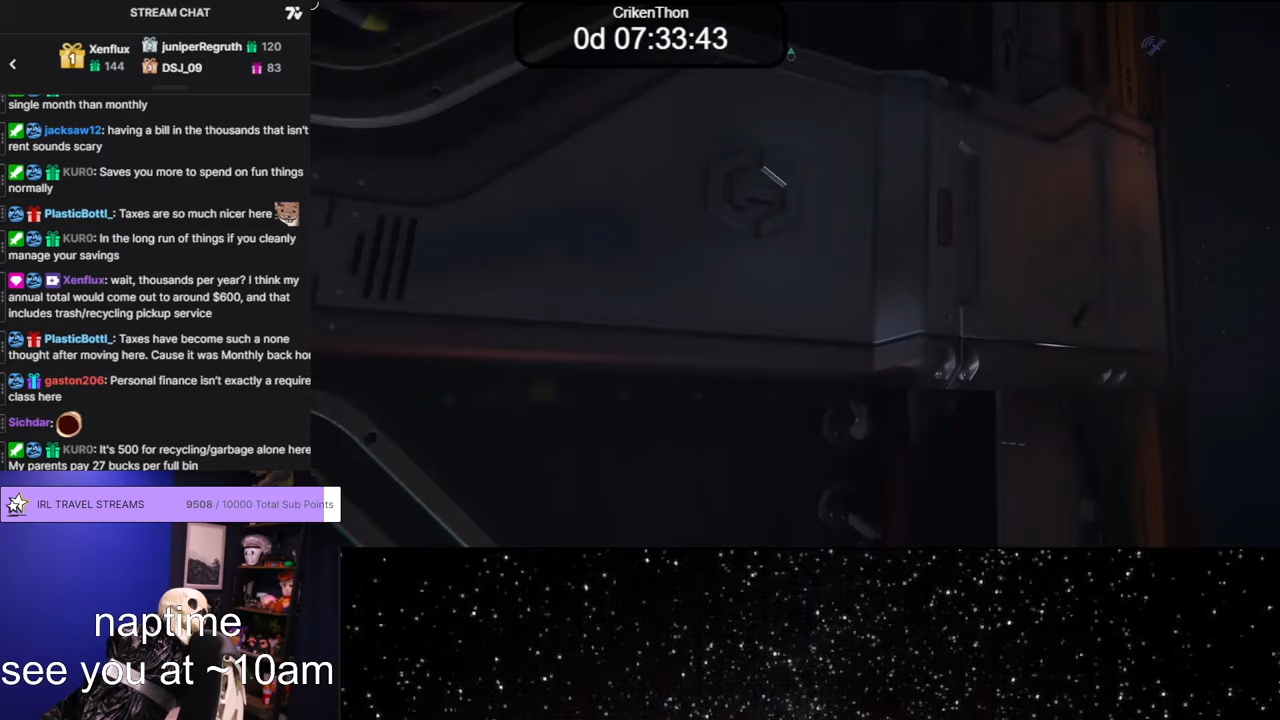 STREAM CHAT
Xenflux
144
juniperRegruth 120
DSJ_09 83
single month than monthly
jacksaw12: having a bill in the thousands that isn't
rent sounds scary
KUR0: Saves you more to spend on fun things
normally
PlasticBottl_: Taxes are so much nicer here
KUR0: In the long run of things if you cleanly
manage your savings
Xenflux: wait, thousands per year? I think my
annual total would come out to around $600, and that
includes trash/recycling pickup service
PlasticBottl_: Taxes have become such a none
thought after moving here. Cause it was Monthly back hor
gaston206: Personal finance isn't exactly a require
class here
Sichdar:
KUR0: It's 500 for recycling/garbage alone here
My parents pay 27 bucks per full bin
IRL TRAVEL STREAMS 9508 / 10000 Total Sub Points
naptime
see you at ~10am
CrikenThon
0d 07:33:43